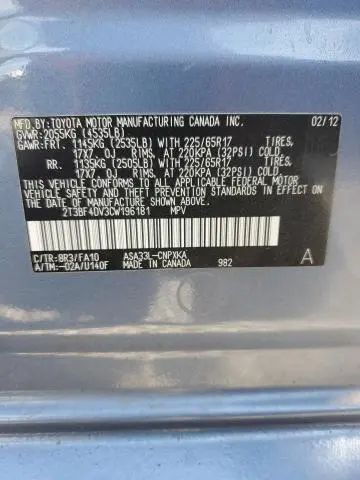 MFD.BY:TOYOTA MOTOR MANUFACTURING CANADA INC. 02/12
GVWR:2055KG (4535LB)
GAWR:FRT. 1145KG (2535LB) WITH 225/65R17 TIRES,
17X7 0J RIMS, AT 220KPA (32PSI) COLD.
RR. 1135KG (2505LB) WITH 225/65R17 TIRES,
17X7 0J RIMS, AT 220KPA (32PSI) COLD.
THIS VEHICLE CONFORMS TO ALL APPLICABLE
FEDERAL MOTOR VEHICLE SAFETY AND
THEFT PREVENTION STANDARDS IN EFFECT ON THE DATE
OF MANUFACTURE SHOWN ABOVE.
2T3BF4DV3CW196181 MPV
C/TR:8R3/FA10 ASA33L-CNPXKA
A/TM:-02A/U140F MADE IN CANADA 982 A